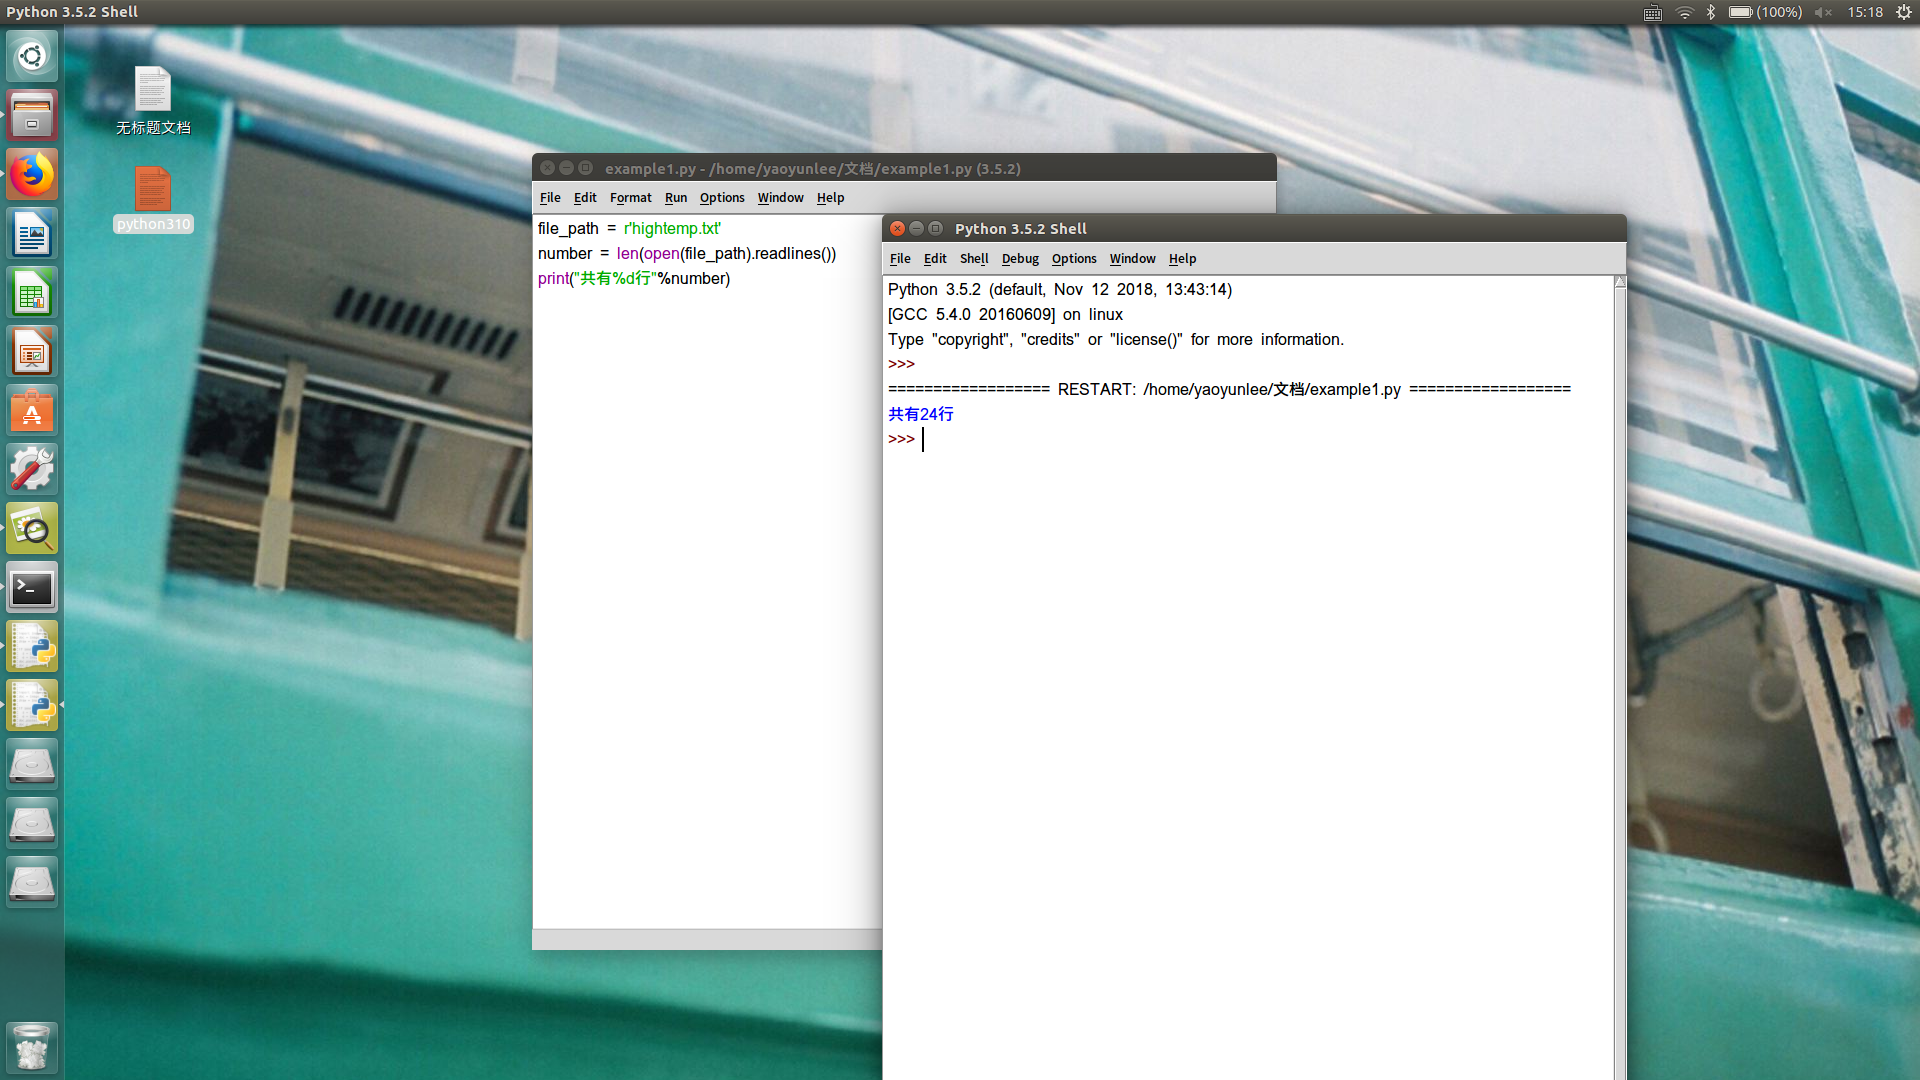 Python 3.5.2 Shell
(100%)
15:18
无标题文档
python310
example1.py - /home/yaoyunlee/文档/example1.py (3.5.2)
File Edit Format Run Options Window Help
file_path = r'hightemp.txt'
number = len(open(file_path).readlines())
print("共有%d行"%number)
Python 3.5.2 Shell
File Edit Shell Debug Options Window Help
Python 3.5.2 (default, Nov 12 2018, 13:43:14)
[GCC 5.4.0 20160609] on linux
Type "copyright", "credits" or "license()" for more information.
>>>
================== RESTART: /home/yaoyunlee/文档/example1.py ==================
共有24行
>>>